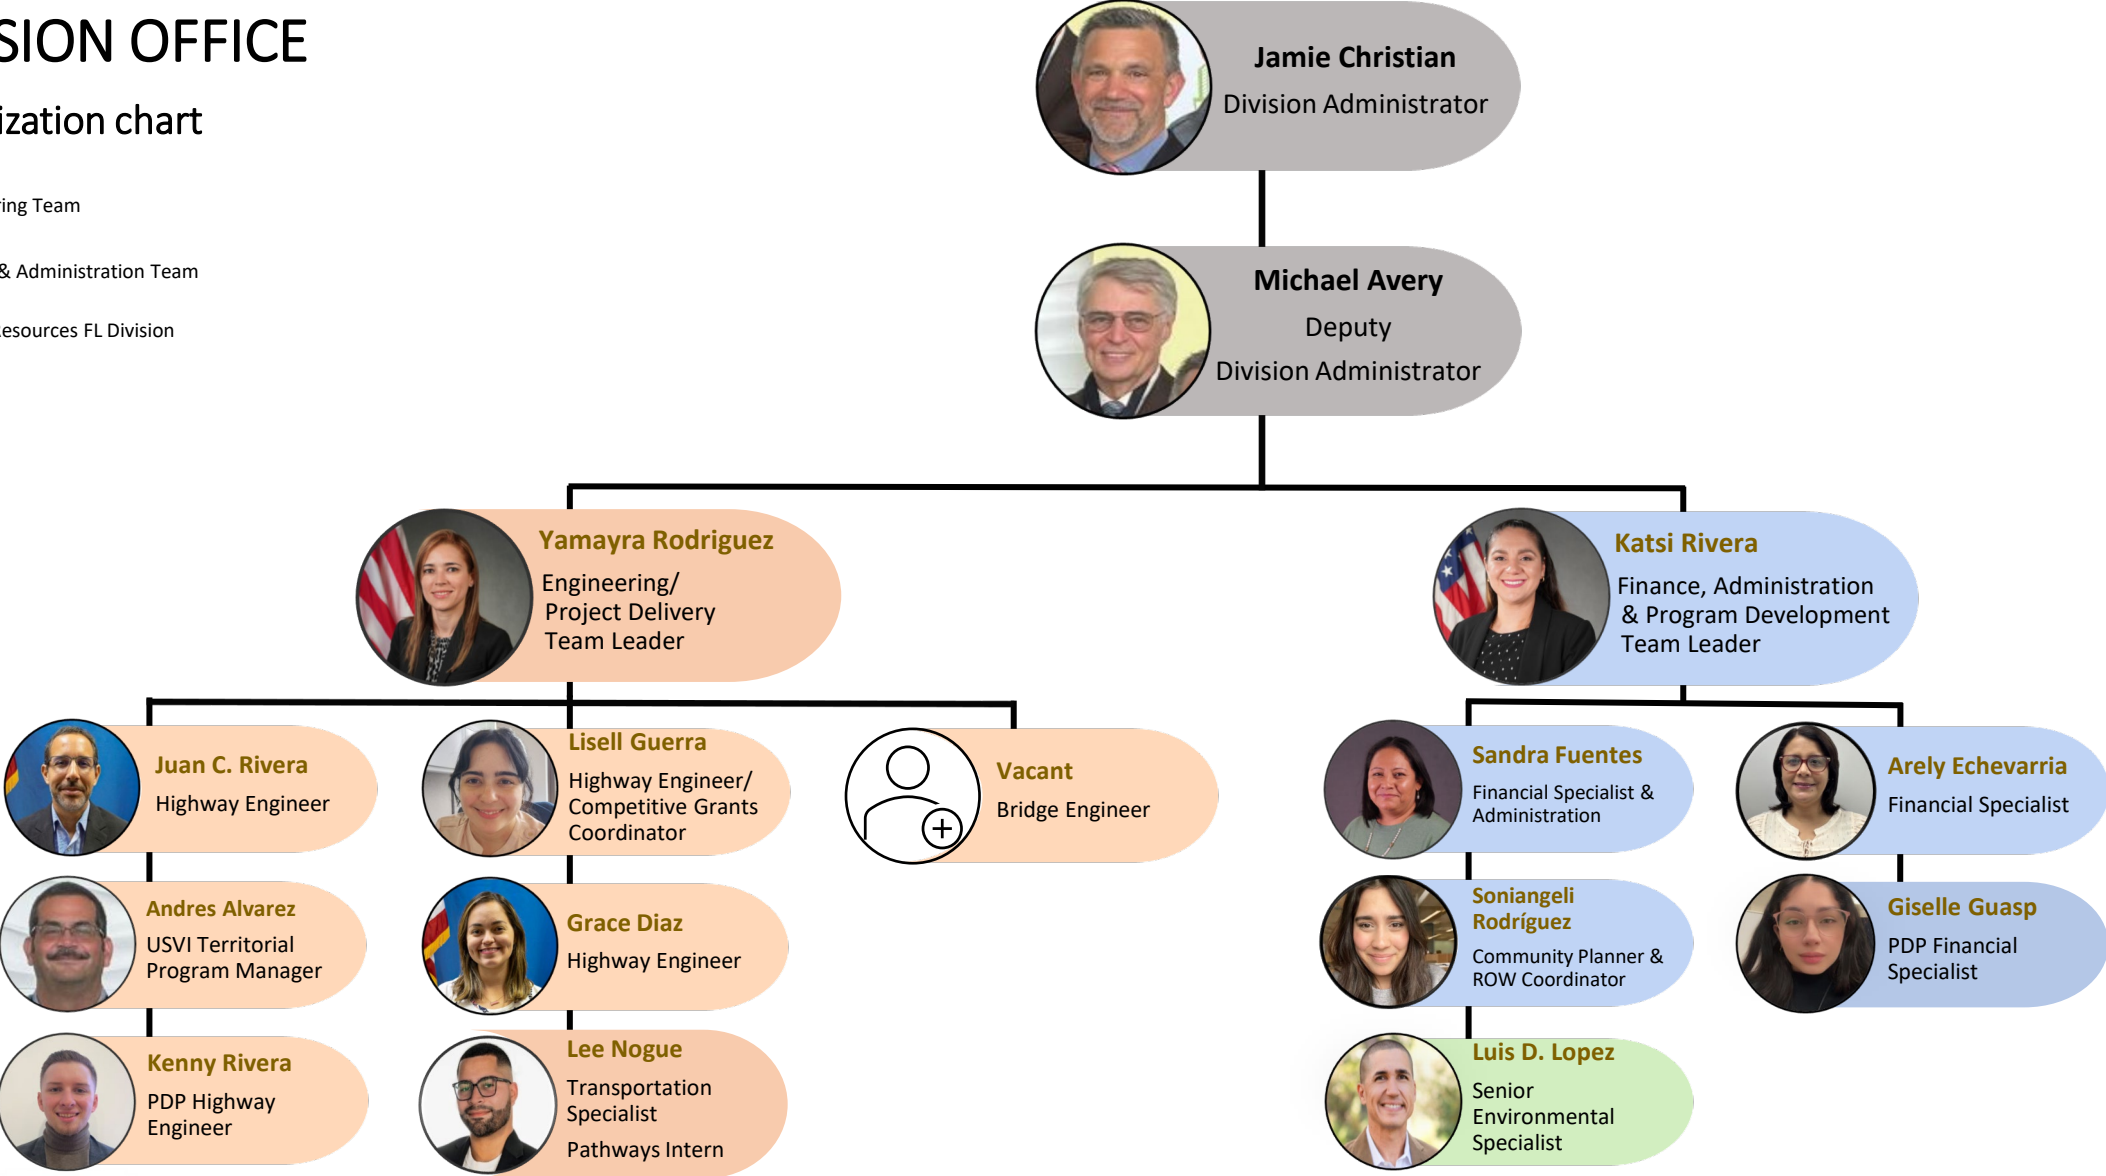 SION OFFICE
ization chart
ring Team
& Administration Team
Resources FL Division
Jamie Christian
Division Administrator
Michael Avery
Deputy
Division Administrator
Yamayra Rodriguez
Engineering/
Project Delivery
Team Leader
Katsi Rivera
Finance, Administration
& Program Development
Team Leader
Juan C. Rivera
Highway Engineer
Lisell Guerra
Highway Engineer/
Competitive Grants
Coordinator
Vacant
Bridge Engineer
Sandra Fuentes
Financial Specialist &
Administration
Arely Echevarria
Financial Specialist
Andres Alvarez
USVI Territorial
Program Manager
Grace Diaz
Highway Engineer
Soniangeli
Rodríguez
Community Planner &
ROW Coordinator
Giselle Guasp
PDP Financial
Specialist
Kenny Rivera
PDP Highway
Engineer
Lee Nogue
Transportation
Specialist
Pathways Intern
Luis D. Lopez
Senior
Environmental
Specialist